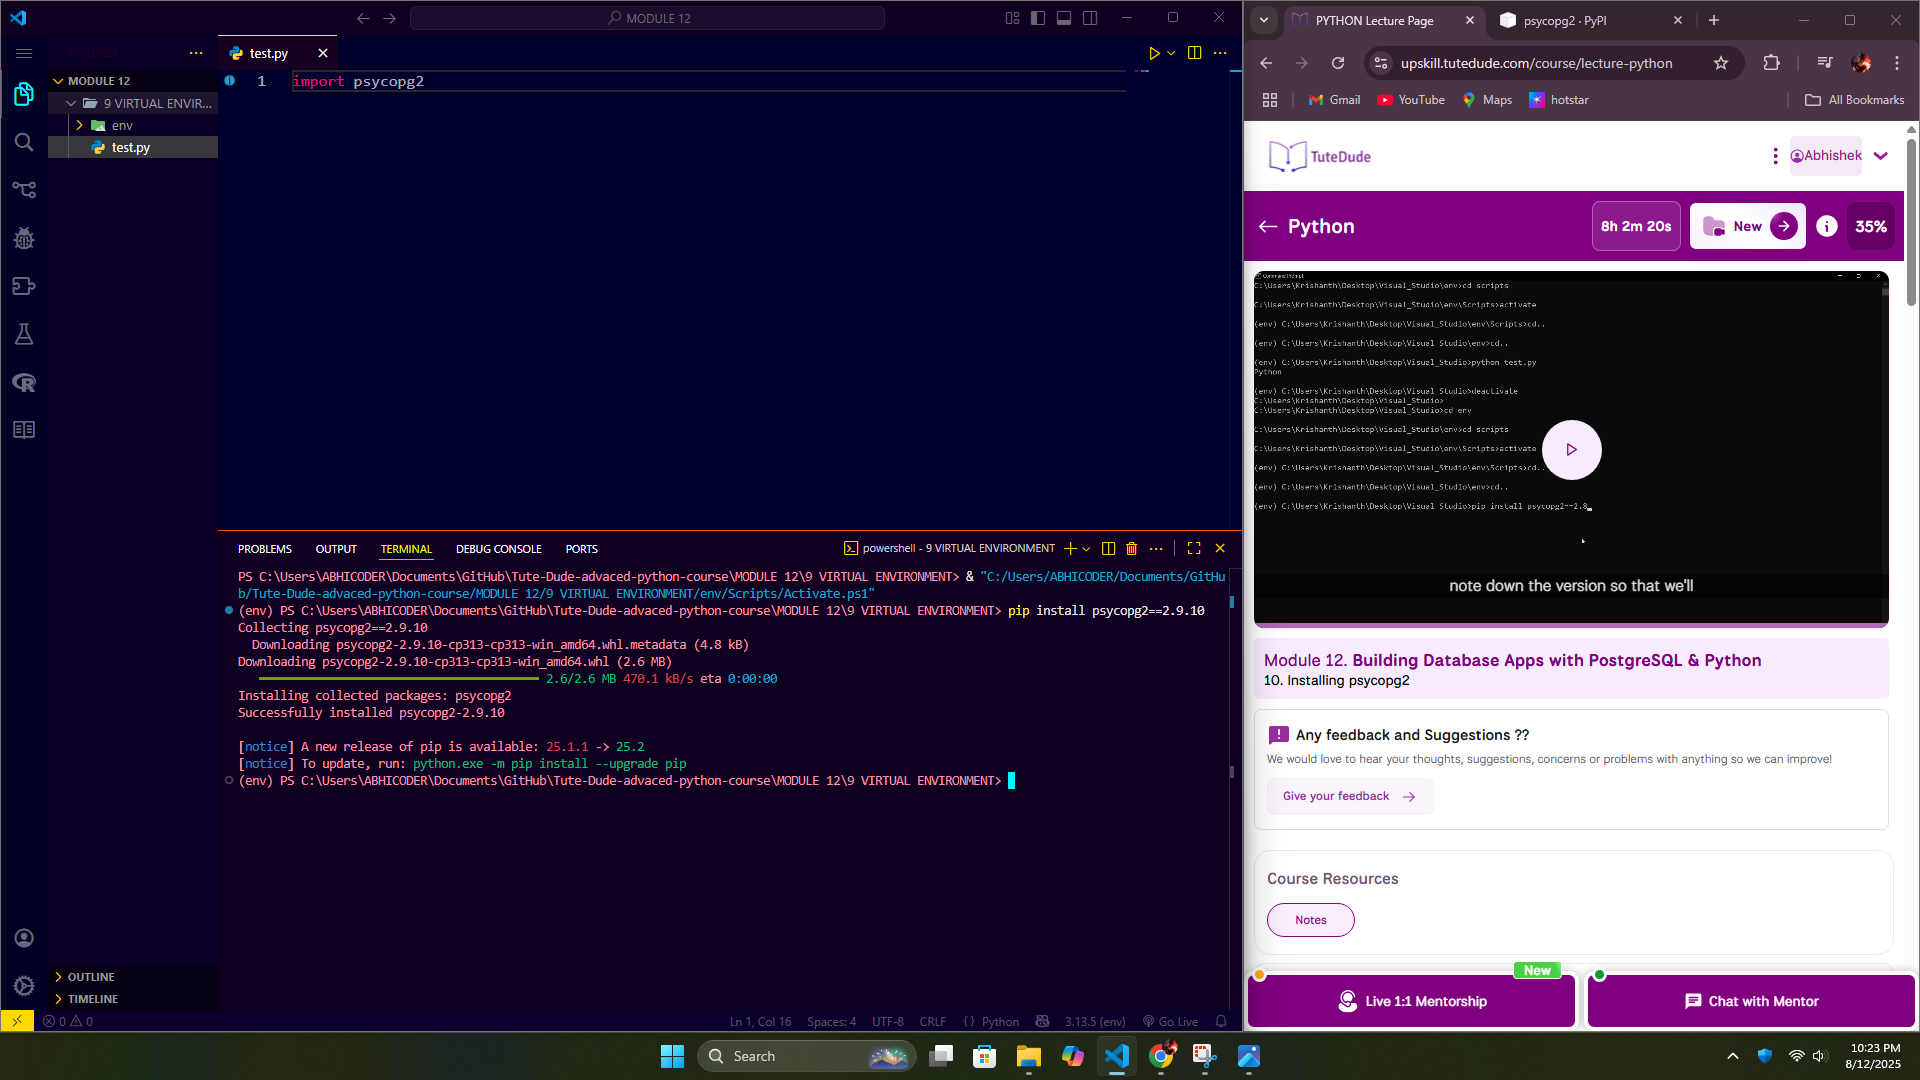 MODULE 12
EXPLORER
MODULE 12
9 VIRTUAL ENVIR...
env
test.py
OUTLINE
TIMELINE
test.py
1 import psycopg2
PROBLEMS OUTPUT TERMINAL DEBUG CONSOLE PORTS
powershell - 9 VIRTUAL ENVIRONMENT
PS C:\Users\ABHICODER\Documents\GitHub\Tute-Dude-advaced-python-course\MODULE 12\9 VIRTUAL ENVIRONMENT> & "C:/Users/ABHICODER/Documents/GitHu
b/Tute-Dude-advaced-python-course/MODULE 12/9 VIRTUAL ENVIRONMENT/env/Scripts/Activate.ps1"
(env) PS C:\Users\ABHICODER\Documents\GitHub\Tute-Dude-advaced-python-course\MODULE 12\9 VIRTUAL ENVIRONMENT> pip install psycopg2==2.9.10
Collecting psycopg2==2.9.10
Downloading psycopg2-2.9.10-cp313-cp313-win_amd64.whl.metadata (4.8 kB)
Downloading psycopg2-2.9.10-cp313-cp313-win_amd64.whl (2.6 MB)
2.6/2.6 MB 470.1 kB/s eta 0:00:00
Installing collected packages: psycopg2
Successfully installed psycopg2-2.9.10
[notice] A new release of pip is available: 25.1.1 -> 25.2
[notice] To update, run: python.exe -m pip install --upgrade pip
(env) PS C:\Users\ABHICODER\Documents\GitHub\Tute-Dude-advaced-python-course\MODULE 12\9 VIRTUAL ENVIRONMENT>
0 0
Ln 1, Col 16 Spaces: 4 UTF-8 CRLF {} Python 3.13.5 (env) Go Live
PYTHON Lecture Page
psycopg2 · PyPI
upskill.tutedude.com/course/lecture-python
Gmail YouTube Maps hotstar All Bookmarks
TuteDude
Abhishek
Python 8h 2m 20s New 35%
Command Prompt
C:\Users\Krishanth\Desktop\Visual_Studio\env>cd scripts
C:\Users\Krishanth\Desktop\Visual_Studio\env\Scripts>activate
(env) C:\Users\Krishanth\Desktop\Visual_Studio\env\Scripts>cd..
(env) C:\Users\Krishanth\Desktop\Visual_Studio\env>cd..
(env) C:\Users\Krishanth\Desktop\Visual_Studio>python test.py
Python
(env) C:\Users\Krishanth\Desktop\Visual_Studio>deactivate
C:\Users\Krishanth\Desktop\Visual_Studio>
C:\Users\Krishanth\Desktop\Visual_Studio>cd env
C:\Users\Krishanth\Desktop\Visual_Studio\env>cd scripts
C:\Users\Krishanth\Desktop\Visual_Studio\env\Scripts>activate
(env) C:\Users\Krishanth\Desktop\Visual_Studio\env\Scripts>cd..
(env) C:\Users\Krishanth\Desktop\Visual_Studio\env>cd..
(env) C:\Users\Krishanth\Desktop\Visual_Studio>pip install psycopg2==2.8_
note down the version so that we'll
Module 12. Building Database Apps with PostgreSQL & Python
10. Installing psycopg2
Any feedback and Suggestions ??
We would love to hear your thoughts, suggestions, concerns or problems with anything so we can improve!
Give your feedback
Course Resources
Notes
New
Live 1:1 Mentorship
Chat with Mentor
Search
10:23 PM
8/12/2025